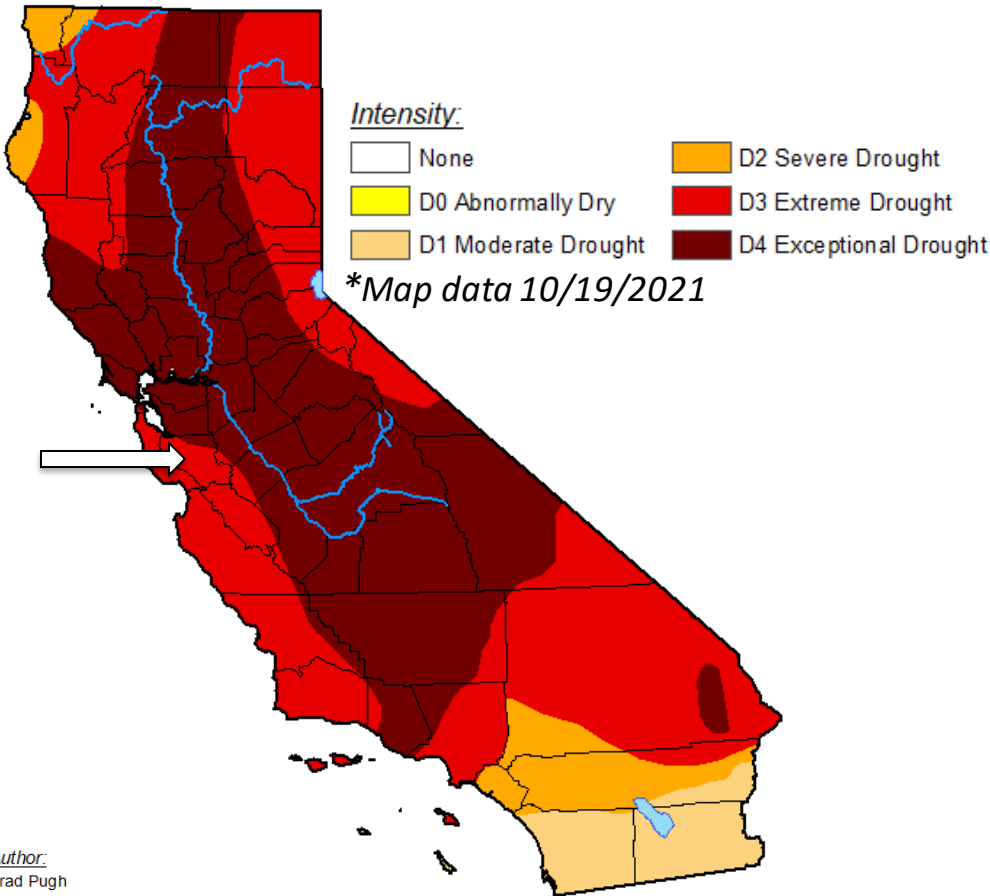 Intensity:
None
D0 Abnormally Dry
D1 Moderate Drought
D2 Severe Drought
D3 Extreme Drought
D4 Exceptional Drought
*Map data 10/19/2021
uthor:
rad Pugh